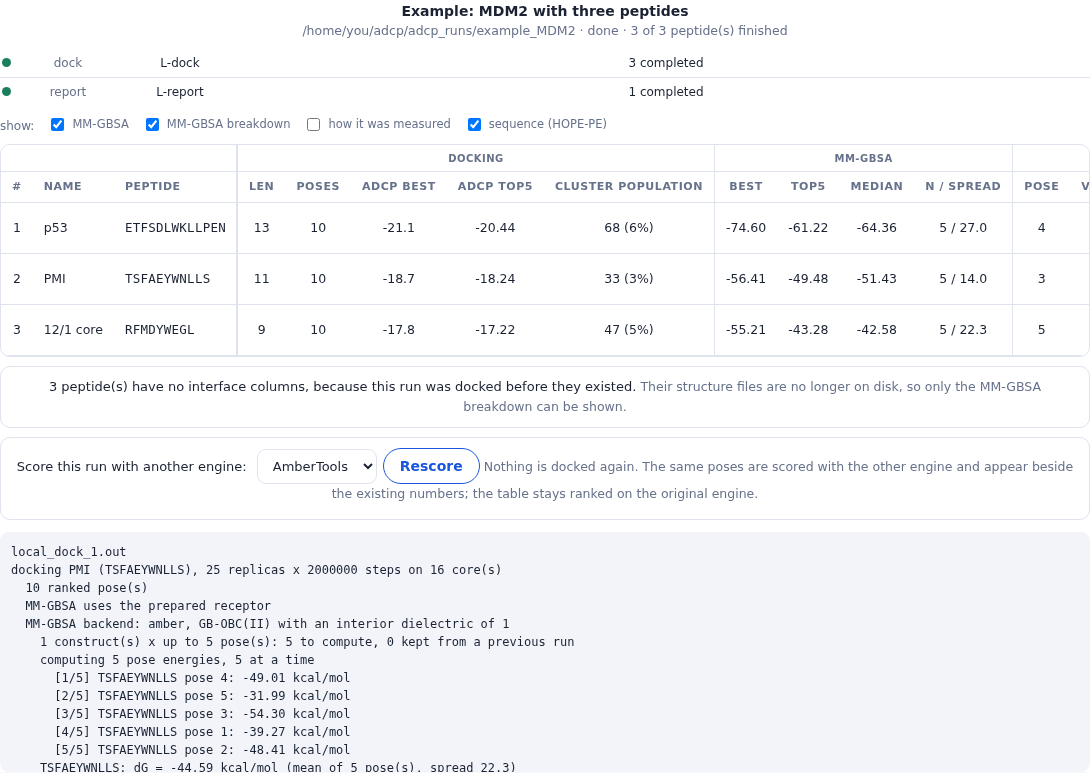 Example: MDM2 with three peptides
/home/you/adcp/adcp_runs/example_MDM2 · done · 3 of 3 peptide(s) finished
dock L-dock 3 completed
report L-report 1 completed
show: MM-GBSA MM-GBSA breakdown how it was measured sequence (HOPE-PE)
DOCKING MM-GBSA
# NAME PEPTIDE LEN POSES ADCP BEST ADCP TOP5 CLUSTER POPULATION BEST TOP5 MEDIAN N / SPREAD POSE
1 p53 ETFSDLWKLLPEN 13 10 -21.1 -20.44 68 (6%) -74.60 -61.22 -64.36 5 / 27.0 4
2 PMI TSFAEYWNLLS 11 10 -18.7 -18.24 33 (3%) -56.41 -49.48 -51.43 5 / 14.0 3
3 12/1 core RFMDYWEGL 9 10 -17.8 -17.22 47 (5%) -55.21 -43.28 -42.58 5 / 22.3 5
3 peptide(s) have no interface columns, because this run was docked before they existed. Their structure files are no longer on disk, so only the MM-GBSA
breakdown can be shown.
Score this run with another engine: AmberTools Rescore Nothing is docked again. The same poses are scored with the other engine and appear beside
the existing numbers; the table stays ranked on the original engine.
local_dock_1.out
docking PMI (TSFAEYWNLLS), 25 replicas x 2000000 steps on 16 core(s)
10 ranked pose(s)
MM-GBSA uses the prepared receptor
MM-GBSA backend: amber, GB-OBC(II) with an interior dielectric of 1
1 construct(s) x up to 5 pose(s): 5 to compute, 0 kept from a previous run
computing 5 pose energies, 5 at a time
[1/5] TSFAEYWNLLS pose 4: -49.01 kcal/mol
[2/5] TSFAEYWNLLS pose 5: -31.99 kcal/mol
[3/5] TSFAEYWNLLS pose 3: -54.30 kcal/mol
[4/5] TSFAEYWNLLS pose 1: -39.27 kcal/mol
[5/5] TSFAEYWNLLS pose 2: -48.41 kcal/mol
TSFAEYWNLLS: dG = -44.59 kcal/mol (mean of 5 pose(s), spread 22.3)